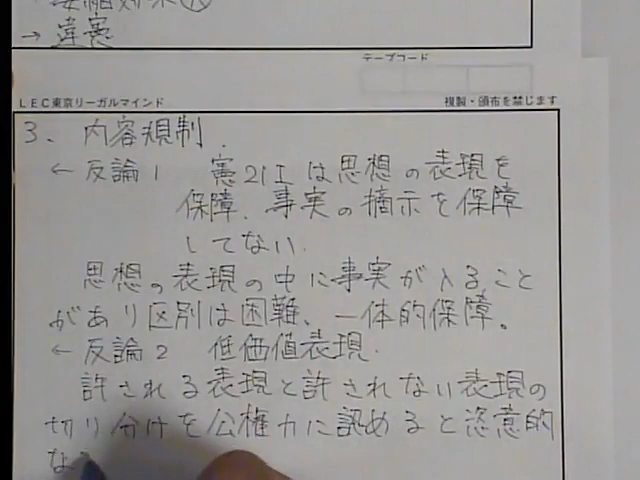 萎縮効果大
→ 違憲
テープコード
LEC東京リーガルマインド 複製・頒布を禁じます
3、内容規制.
← 反論1 憲21Iは思想の表現を
保障、事実の摘示を保障
してない.
思想の表現の中に事実が入ること
があり区別は困難、一体的保障。
← 反論2 低価値表現.
許される表現と許されない表現の
切り分けを公権力に認めると恣意的
な